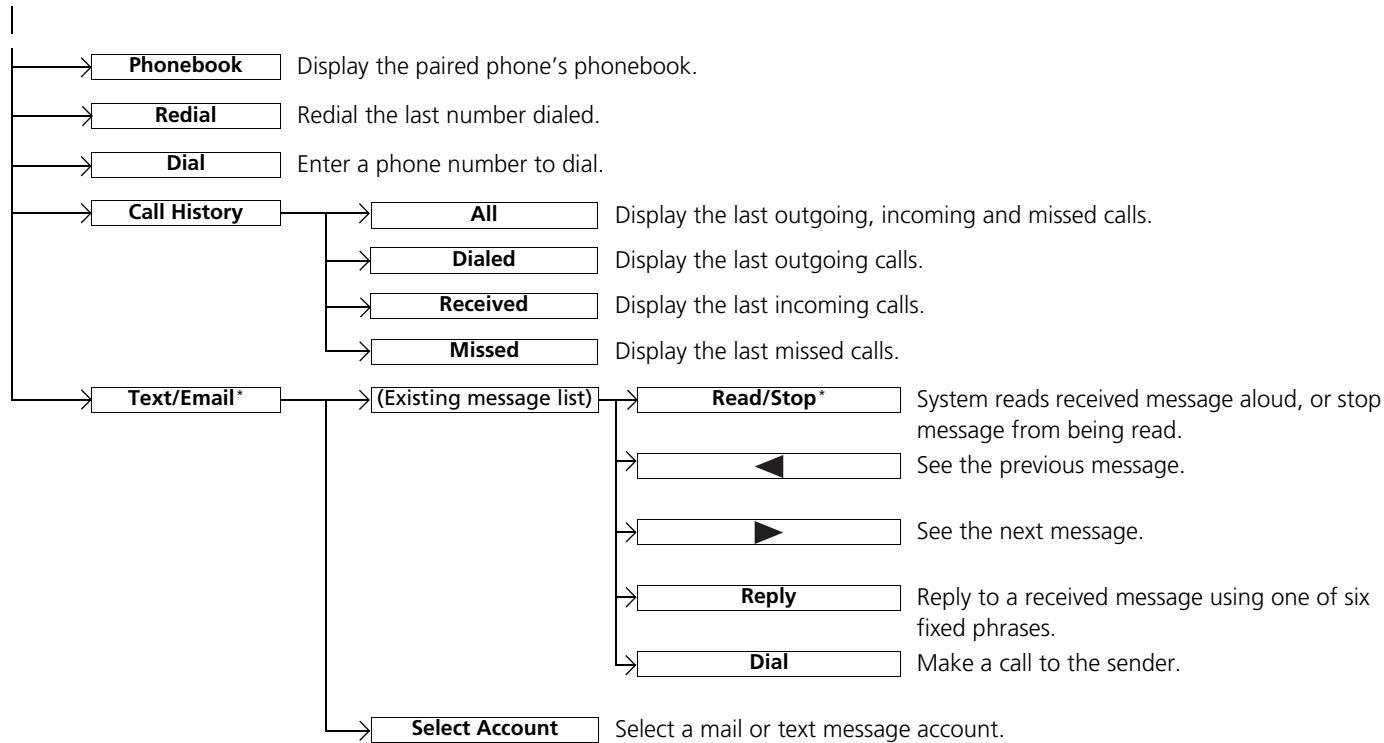 Phonebook Display the paired phone's phonebook.
Redial Redial the last number dialed.
Dial Enter a phone number to dial.
Call History All Display the last outgoing, incoming and missed calls.
Dialed Display the last outgoing calls.
Received Display the last incoming calls.
Missed Display the last missed calls.
Text/Email* (Existing message list) Read/Stop* System reads received message aloud, or stop
message from being read.
◀ See the previous message.
▶ See the next message.
Reply Reply to a received message using one of six
fixed phrases.
Dial Make a call to the sender.
Select Account Select a mail or text message account.